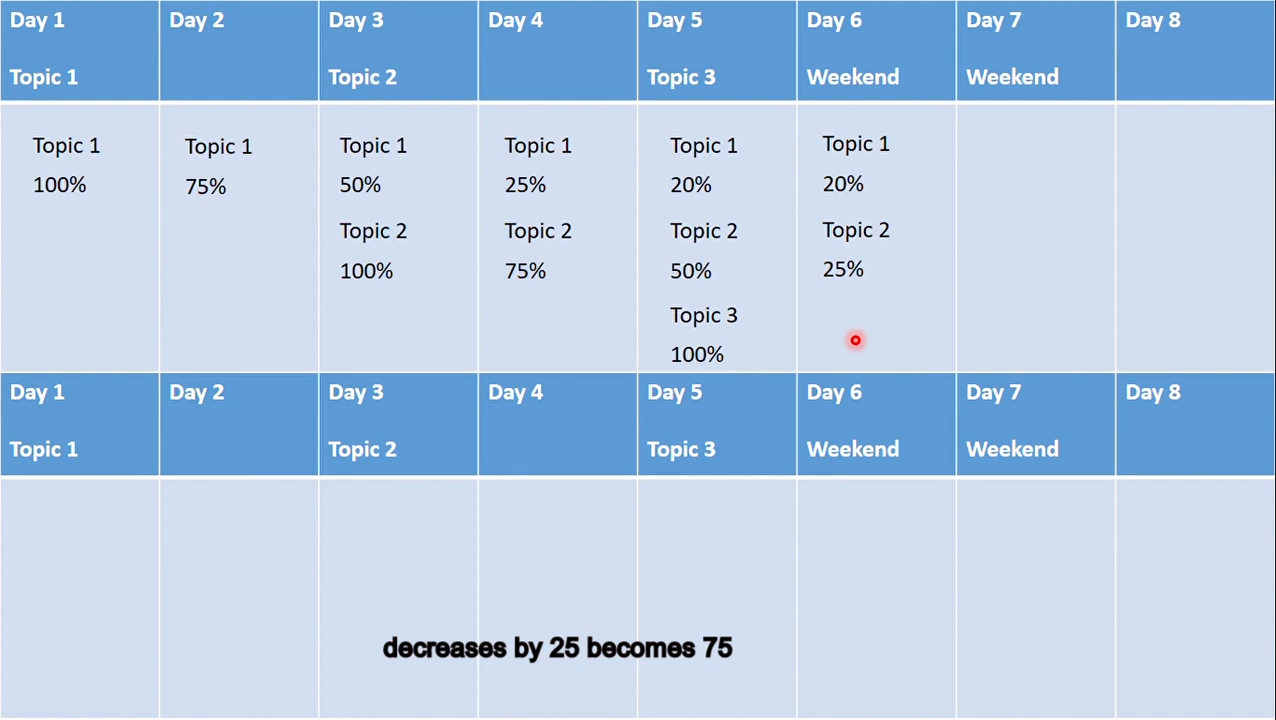 Day 1
Day 2
Day 3
Day 4
Day 5
Day 6
Day 7
Day 8
Topic 1
Topic 2
Topic 3
Weekend
Weekend
Topic 1
100%
Topic 1
75%
Topic 1
50%
Topic 2
100%
Topic 1
25%
Topic 2
75%
Topic 1
20%
Topic 2
50%
Topic 3
100%
Topic 1
20%
Topic 2
25%
Day 1
Day 2
Day 3
Day 4
Day 5
Day 6
Day 7
Day 8
Topic 1
Topic 2
Topic 3
Weekend
Weekend
decreases by 25 becomes 75